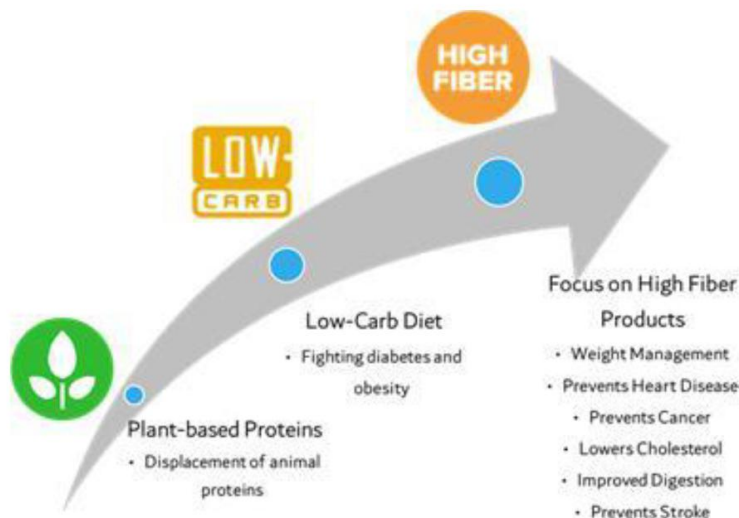 HIGH
FIBER
LOW-
CARB
Focus on High Fiber
Products
• Weight Management
• Prevents Heart Disease
• Prevents Cancer
• Lowers Cholesterol
• Improved Digestion
• Prevents Stroke
Low-Carb Diet
• Fighting diabetes and
obesity
Plant-based Proteins
• Displacement of animal
proteins